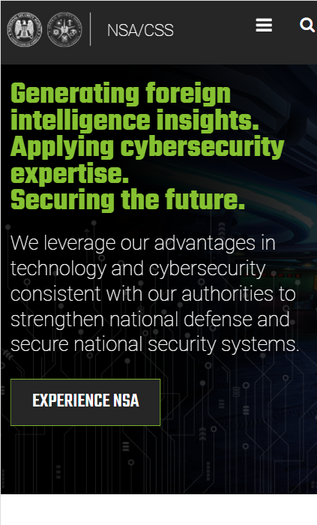 NSA/CSS
Generating foreign
intelligence insights.
Applying cybersecurity
expertise.
Securing the future.
We leverage our advantages in
technology and cybersecurity
consistent with our authorities to
strengthen national defense and
secure national security systems.
EXPERIENCE NSA